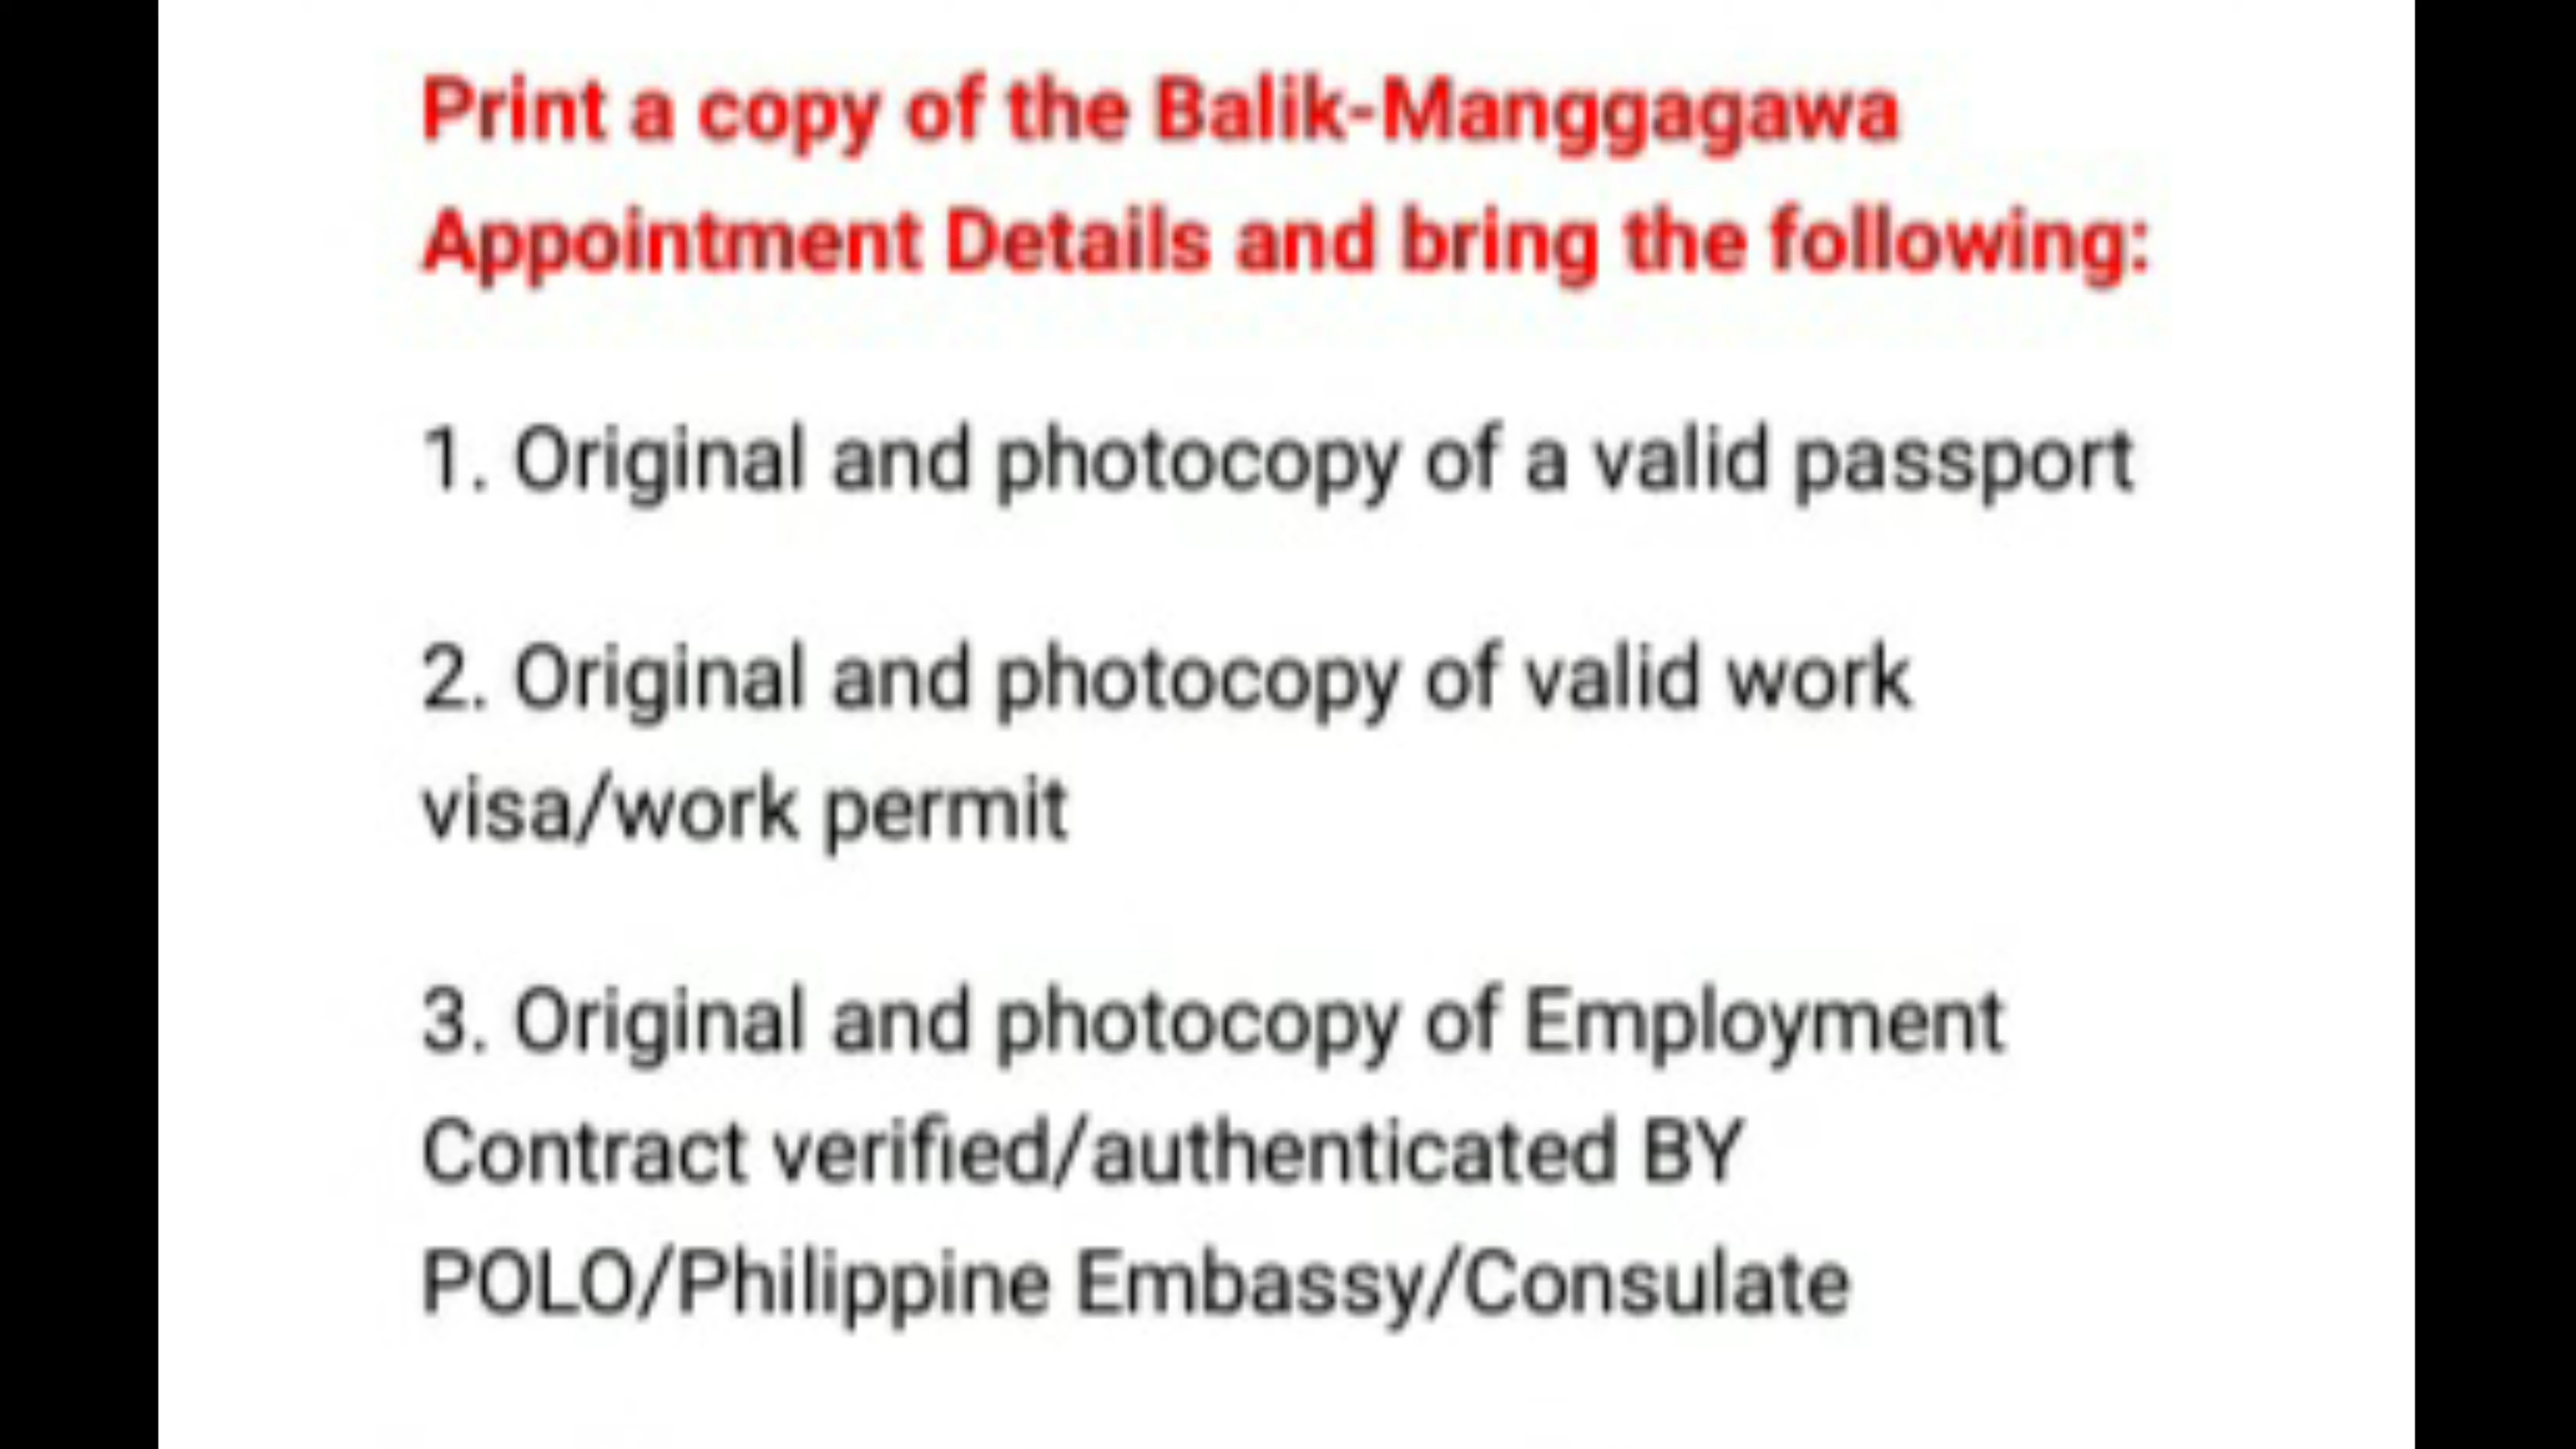 Print a copy of the Balik-Manggagawa
Appointment Details and bring the following:
1. Original and photocopy of a valid passport
2. Original and photocopy of valid work
visa/work permit
3. Original and photocopy of Employment
Contract verified/authenticated BY
POLO/Philippine Embassy/Consulate